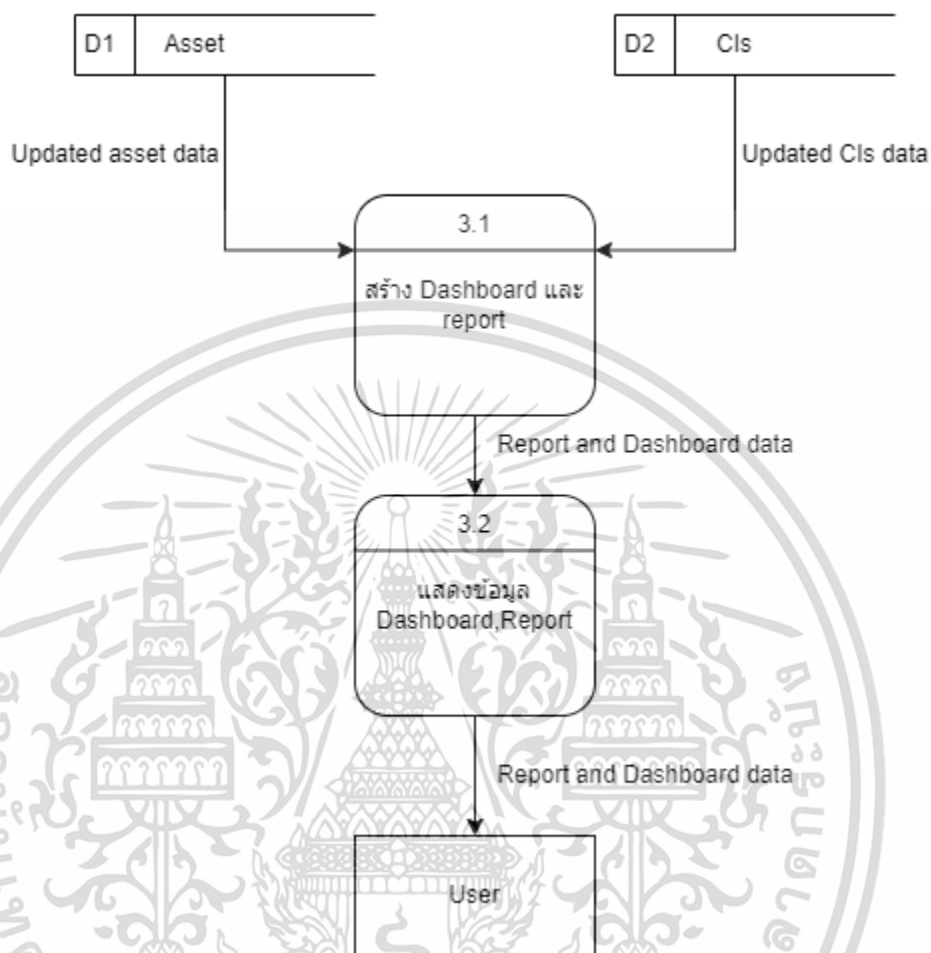 D1 Asset
D2 CIs
Updated asset data
Updated CIs data
3.1
สร้าง Dashboard และ
report
Report and Dashboard data
3.2
แสดงข้อมูล
Dashboard,Report
Report and Dashboard data
User